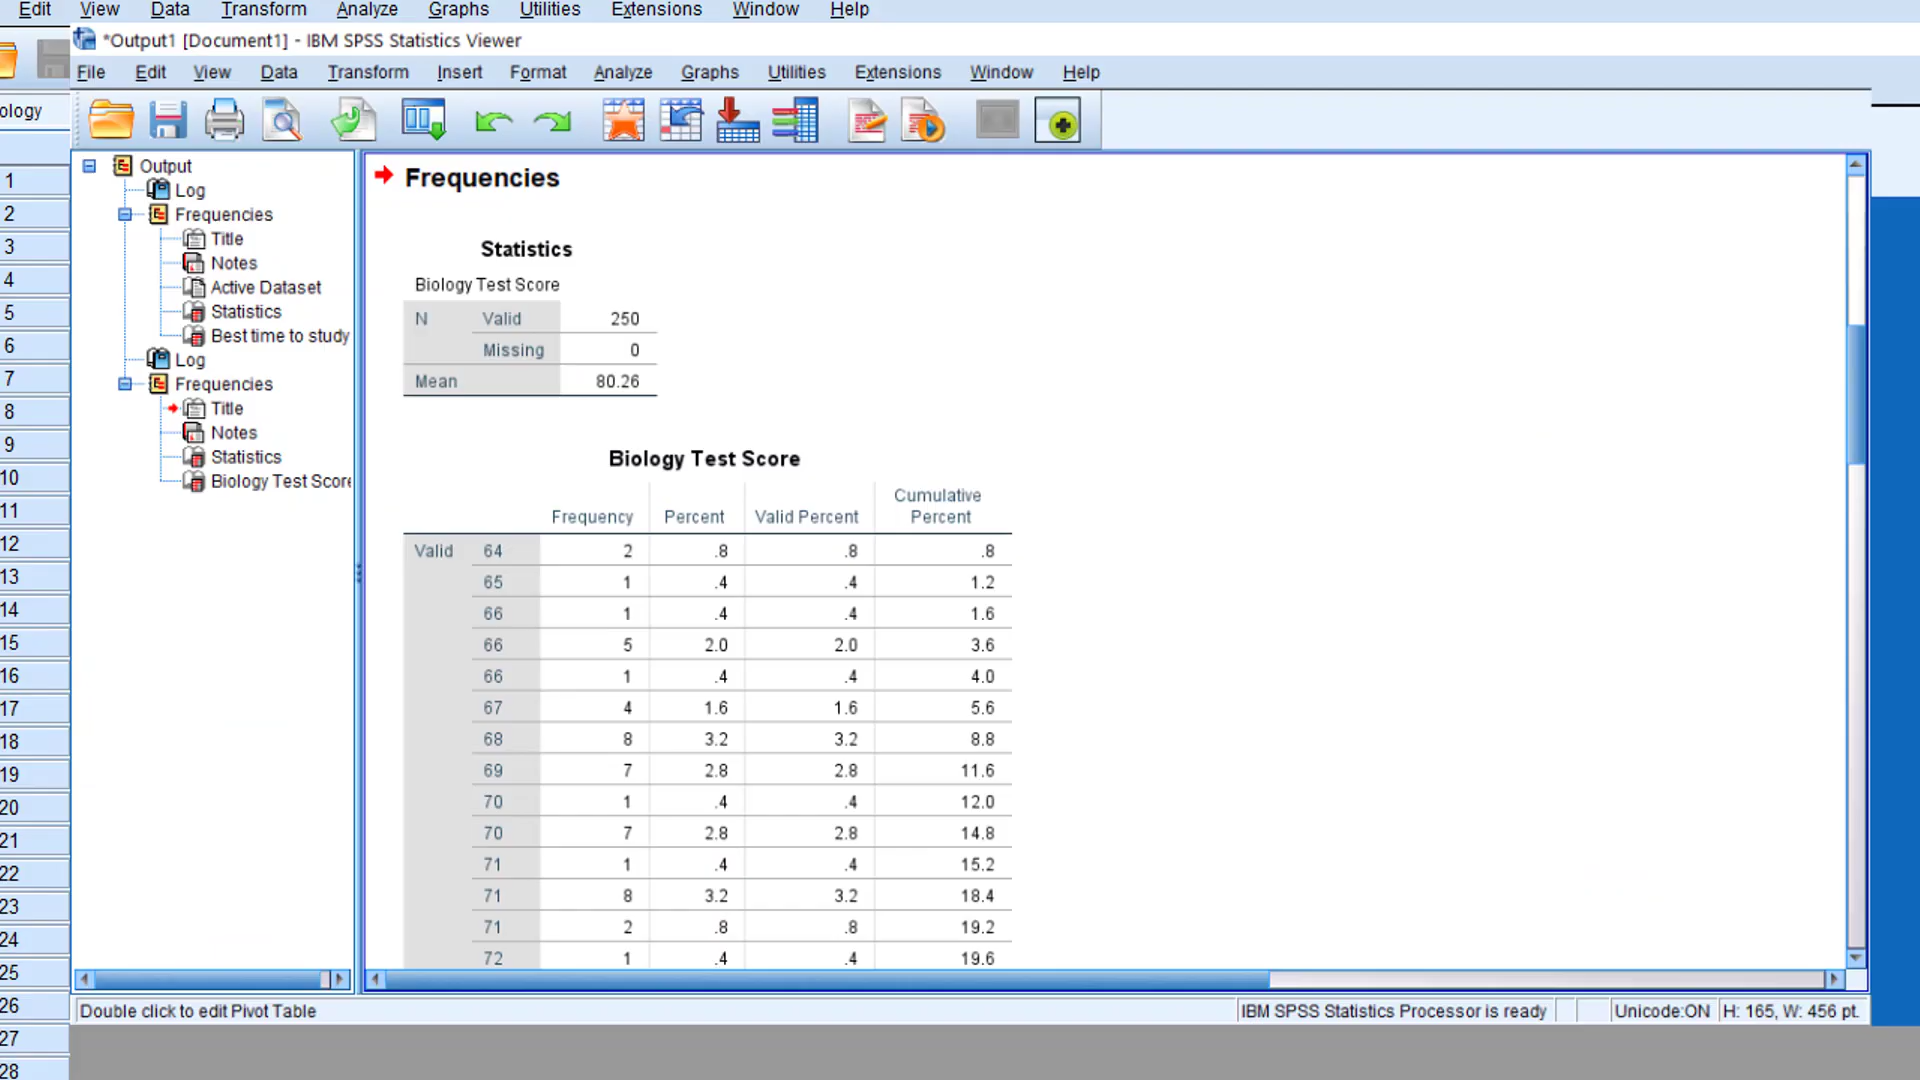 Edit View Data Transform Analyze Graphs Utilities Extensions Window Help
*Output1 [Document1] - IBM SPSS Statistics Viewer
File Edit View Data Transform Insert Format Analyze Graphs Utilities Extensions Window Help
ology
1
2
3
4
5
6
7
8
9
10
11
12
13
14
15
16
17
18
19
20
21
22
23
24
25
26
27
28
Output
Log
Frequencies
Title
Notes
Active Dataset
Statistics
Best time to study
Log
Frequencies
Title
Notes
Statistics
Biology Test Score
Frequencies
Statistics
Biology Test Score
N Valid 250
Missing 0
Mean 80.26
Biology Test Score
Frequency Percent Valid Percent Cumulative Percent
Valid 64 2 .8 .8 .8
65 1 .4 .4 1.2
66 1 .4 .4 1.6
66 5 2.0 2.0 3.6
66 1 .4 .4 4.0
67 4 1.6 1.6 5.6
68 8 3.2 3.2 8.8
69 7 2.8 2.8 11.6
70 1 .4 .4 12.0
70 7 2.8 2.8 14.8
71 1 .4 .4 15.2
71 8 3.2 3.2 18.4
71 2 .8 .8 19.2
72 1 .4 .4 19.6
Double click to edit Pivot Table
IBM SPSS Statistics Processor is ready Unicode:ON H: 165, W: 456 pt.